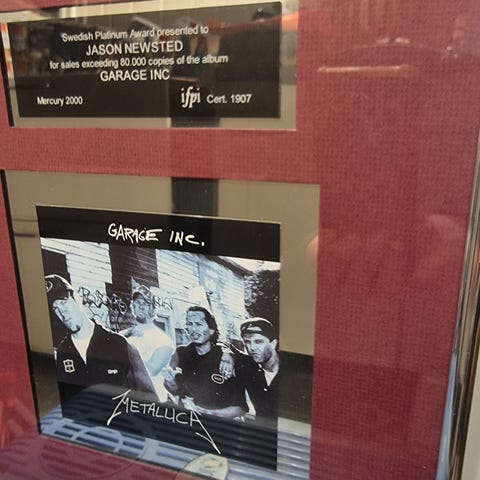 Swedish Platinum Award presented to
JASON NEWSTED
for sales exceeding 80.000 copies of the album
GARAGE INC
Mercury 2000 ifpi Cert. 1907
GARAGE INC.
METALLICA